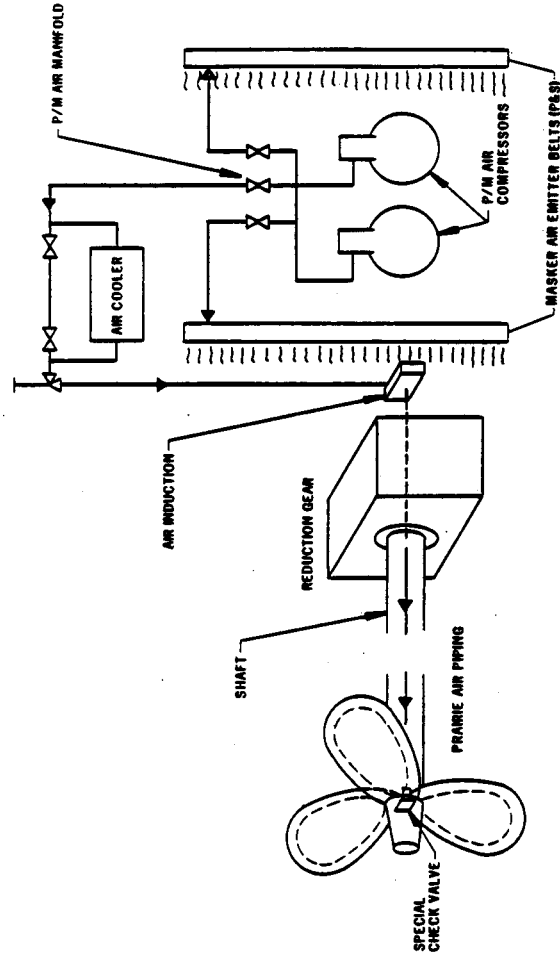 P/M AIR MANIFOLD
AIR COOLER
P/M AIR
COMPRESSORS
MASKER AIR EMITTER BELTS (P&S)
AIR INDUCTION
REDUCTION GEAR
SHAFT
PRAIRIE AIR PIPING
SPECIAL
CHECK VALVE